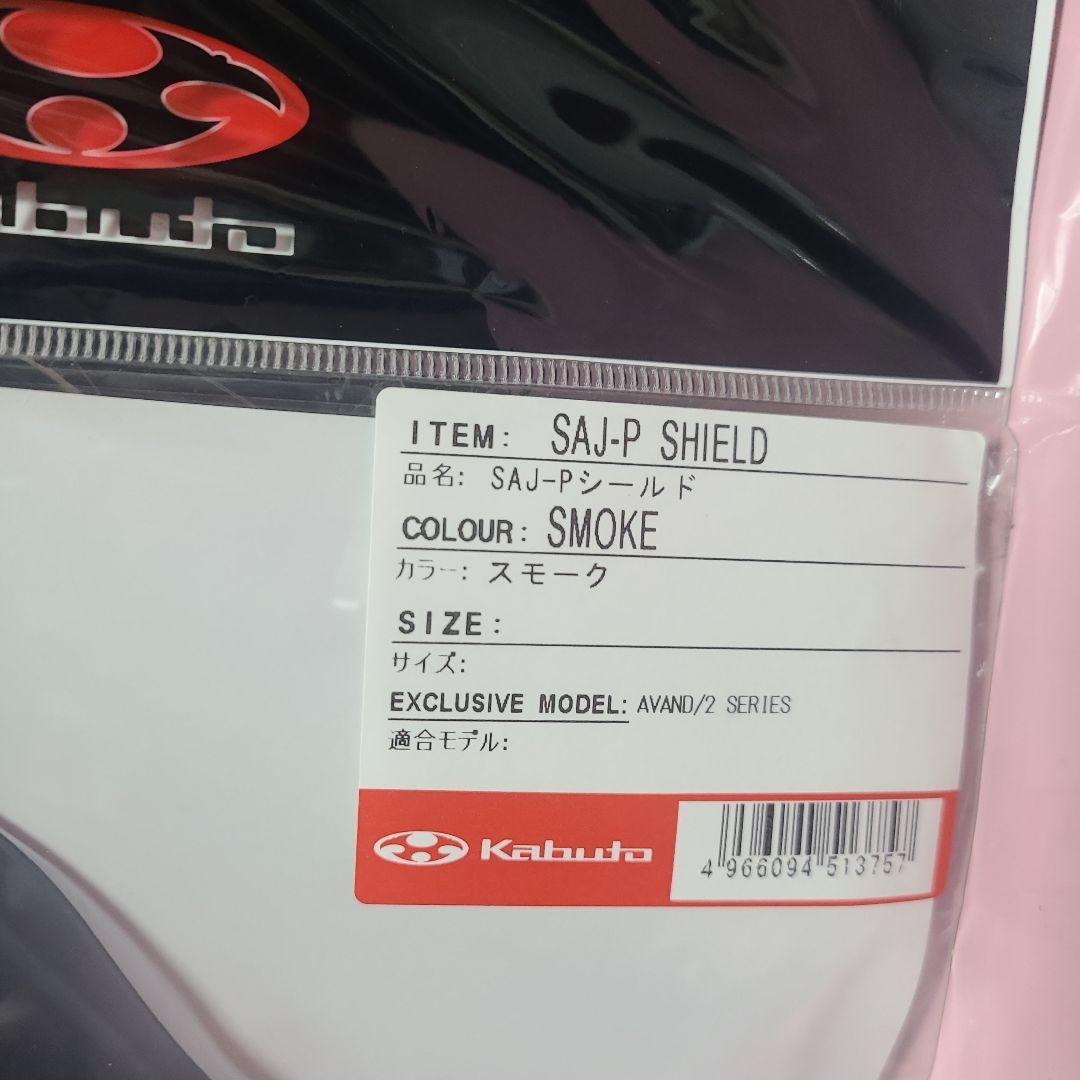 Kabuto
ITEM: SAJ-P SHIELD
品名: SAJ-Pシールド
COLOUR: SMOKE
カラー: スモーク
SIZE:
サイズ:
EXCLUSIVE MODEL: AVAND/2 SERIES
適合モデル:
Kabuto
4 966094 513757